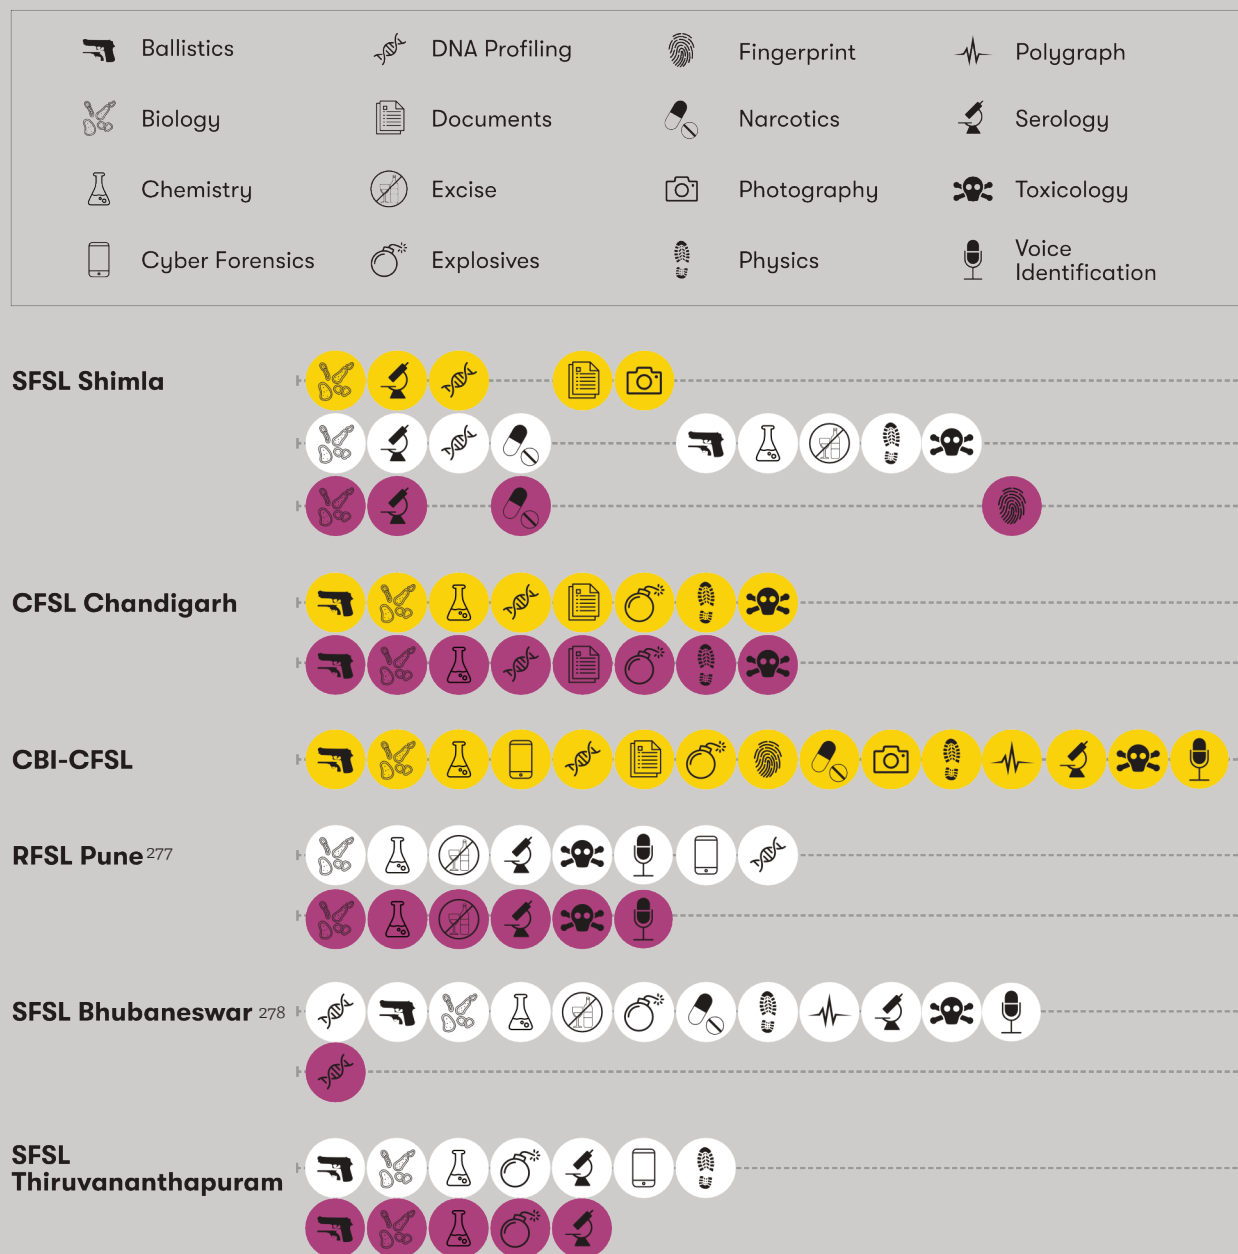 Ballistics
DNA Profiling
Fingerprint
Polygraph
Biology
Documents
Narcotics
Serology
Chemistry
Excise
Photography
Toxicology
Cyber Forensics
Explosives
Physics
Voice
Identification
SFSL Shimla
CFSL Chandigarh
CBI-CFSL
RFSL Pune 277
SFSL Bhubaneswar 278
SFSL
Thiruvananthapuram